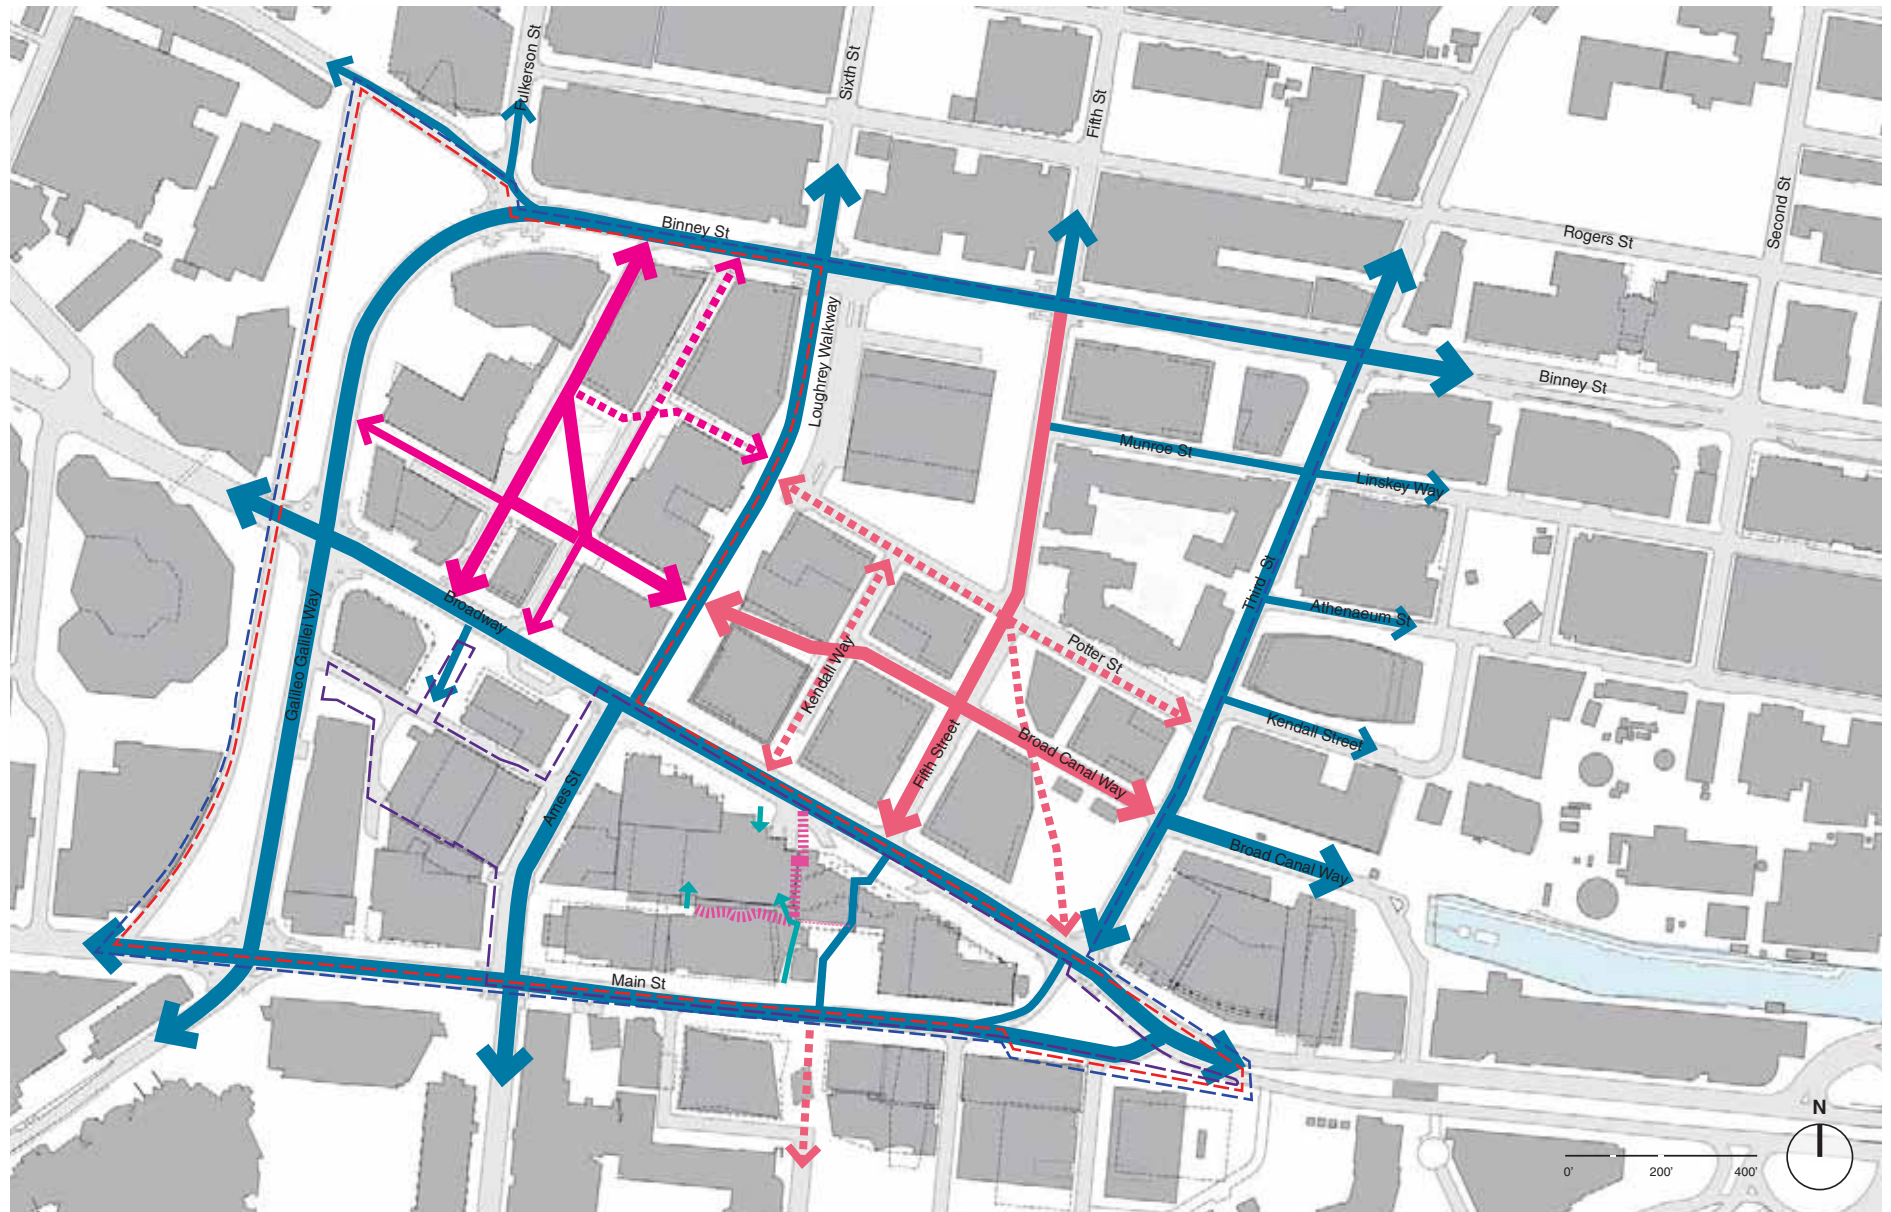 Fulkerson St
Sixth St
Fifth St
Second St
Binney St
Rogers St
Loughrey Walkway
Binney St
Munroe St
Linskey Way
Third St
Athenaeum St
Broadway
Galileo Galilei Way
Kendall Way
Potter St
Kendall Street
Fifth Street
Broad Canal Way
Ames St
Broad Canal Way
Main St
N
0'
200'
400'